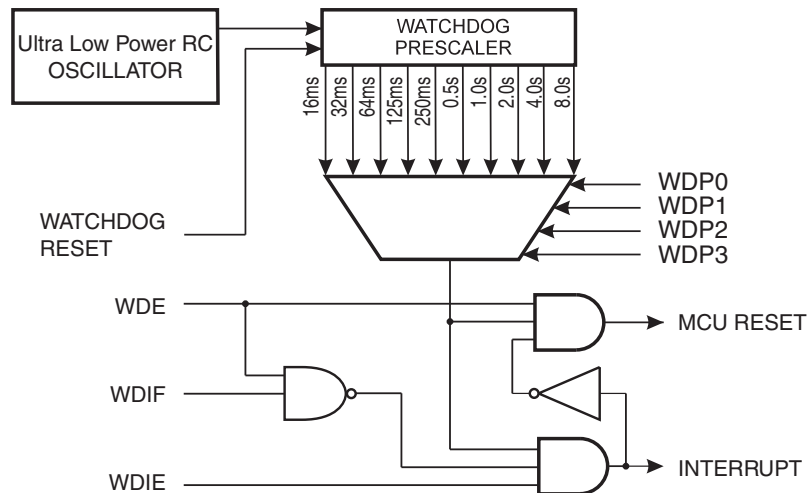 Ultra Low Power RC
OSCILLATOR
WATCHDOG
PRESCALER
16ms
32ms
64ms
125ms
250ms
0.5s
1.0s
2.0s
4.0s
8.0s
WDP0
WDP1
WDP2
WDP3
WATCHDOG
RESET
WDE
MCU RESET
WDIF
INTERRUPT
WDIE